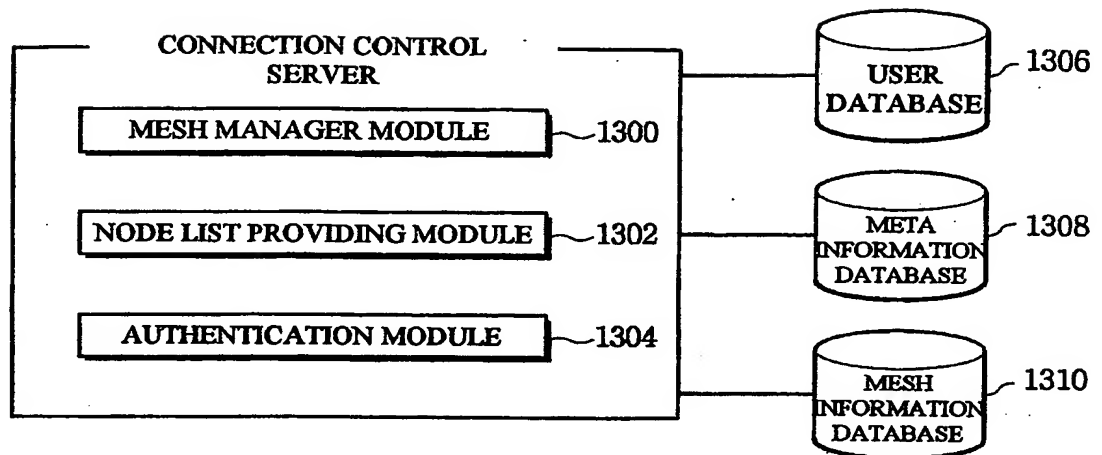 CONNECTION CONTROL
SERVER
MESH MANAGER MODULE
1300
NODE LIST PROVIDING MODULE
1302
AUTHENTICATION MODULE
1304
USER
DATABASE
1306
META
INFORMATION
DATABASE
1308
MESH
INFORMATION
DATABASE
1310